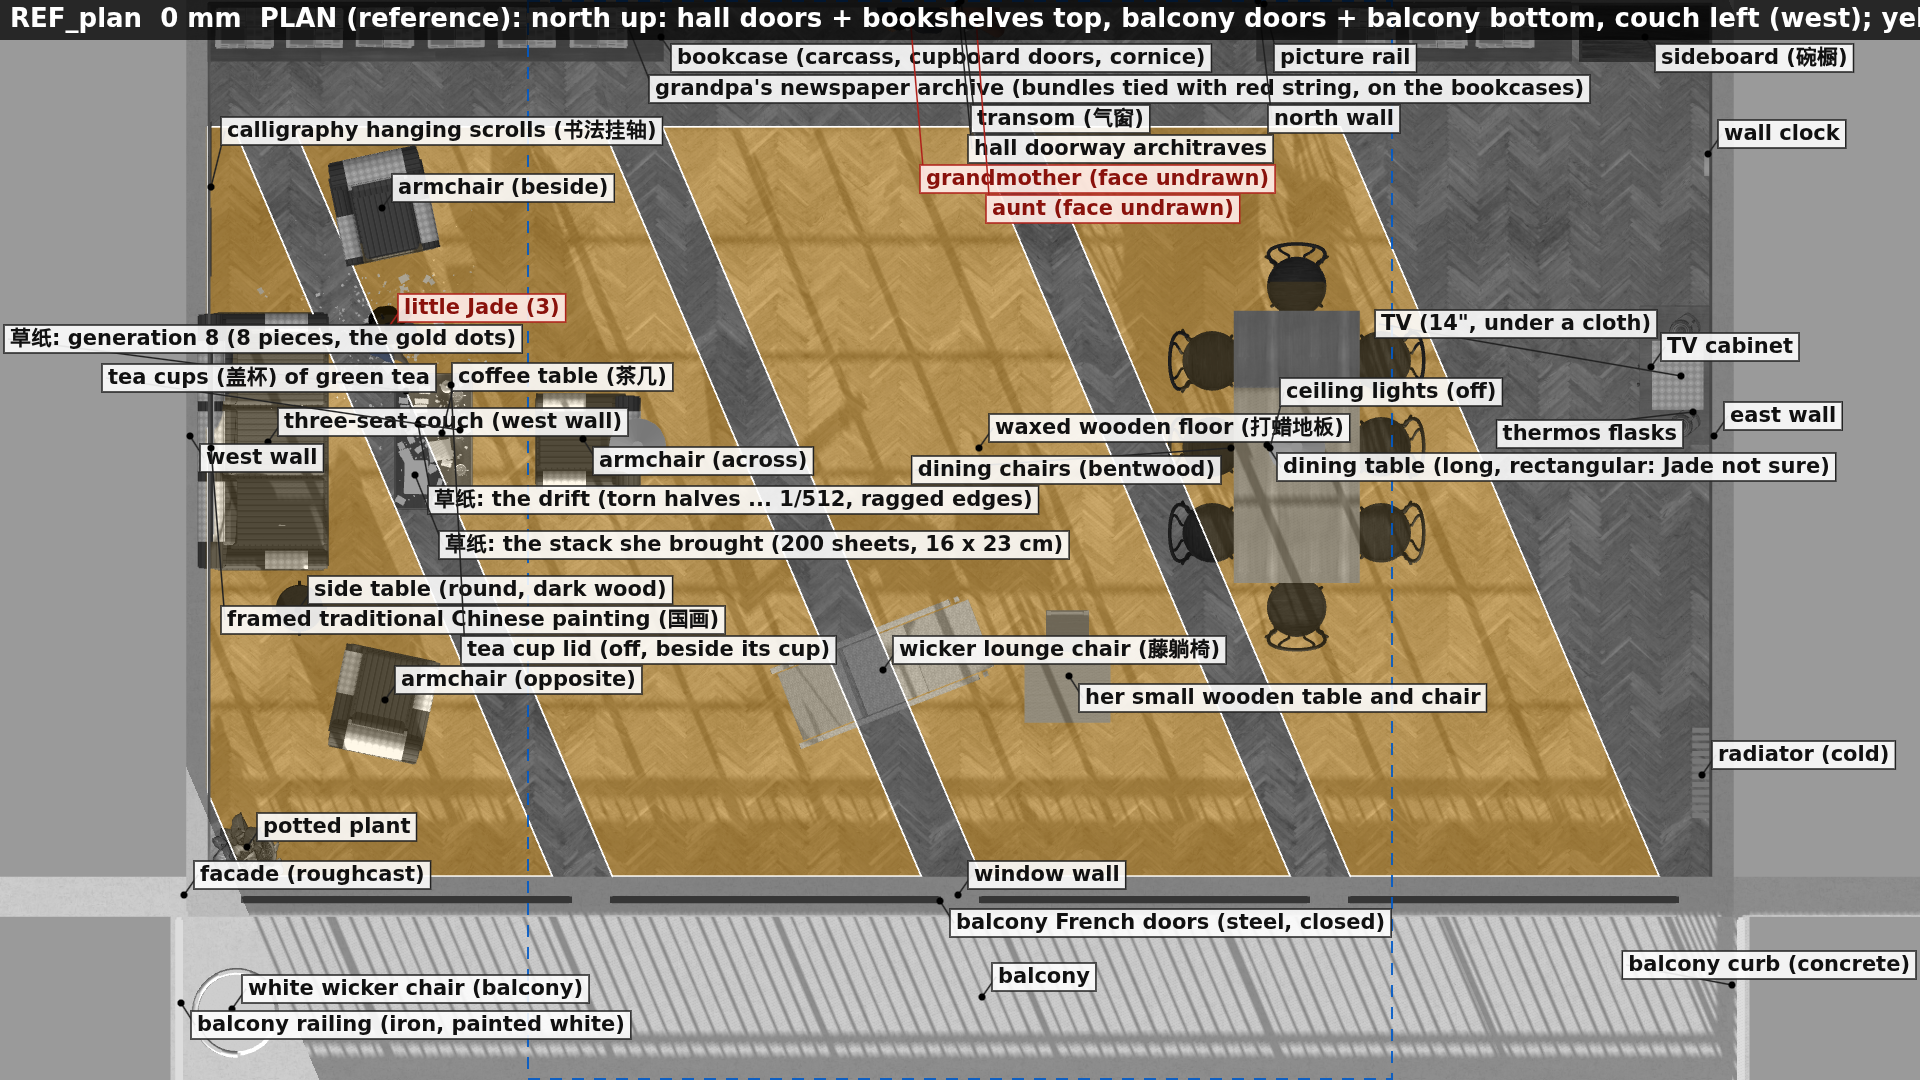 REF_plan 0 mm PLAN (reference): north up: hall doors + bookshelves top, balcony doors + balcony bottom, couch left (west); yel
bookcase (carcass, cupboard doors, cornice)
picture rail
sideboard (碗橱)
grandpa's newspaper archive (bundles tied with red string, on the bookcases)
transom (气窗)
north wall
calligraphy hanging scrolls (书法挂轴)
wall clock
hall doorway architraves
armchair (beside)
grandmother (face undrawn)
aunt (face undrawn)
little Jade (3)
TV (14", under a cloth)
草纸: generation 8 (8 pieces, the gold dots)
TV cabinet
tea cups (盖杯) of green tea
coffee table (茶几)
ceiling lights (off)
three-seat couch (west wall)
east wall
waxed wooden floor (打蜡地板)
thermos flasks
west wall
armchair (across)
dining chairs (bentwood)
dining table (long, rectangular: Jade not sure)
草纸: the drift (torn halves ... 1/512, ragged edges)
草纸: the stack she brought (200 sheets, 16 x 23 cm)
side table (round, dark wood)
framed traditional Chinese painting (国画)
tea cup lid (off, beside its cup)
wicker lounge chair (藤躺椅)
armchair (opposite)
her small wooden table and chair
radiator (cold)
potted plant
facade (roughcast)
window wall
balcony French doors (steel, closed)
balcony curb (concrete)
balcony
white wicker chair (balcony)
balcony railing (iron, painted white)